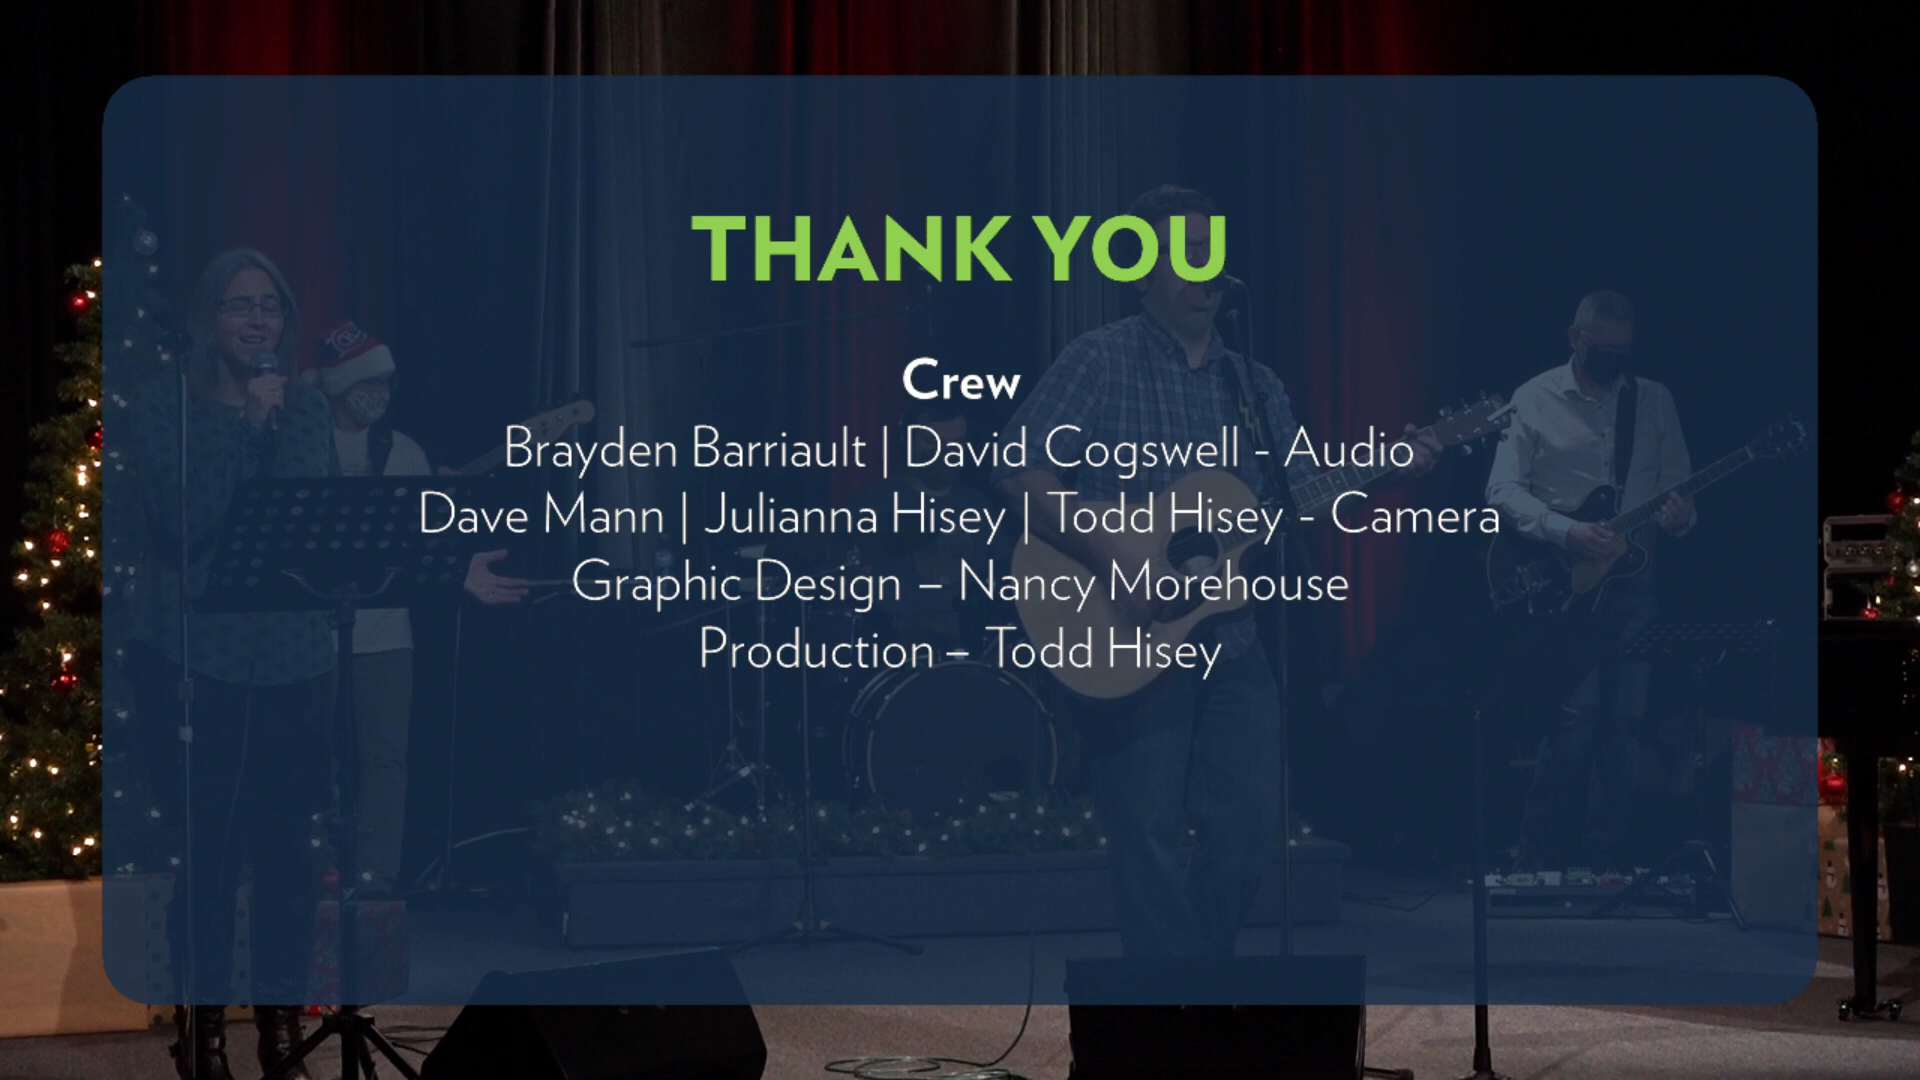 THANK YOU
Crew
Brayden Barriault | David Cogswell - Audio
Dave Mann | Julianna Hisey | Todd Hisey - Camera
Graphic Design – Nancy Morehouse
Production – Todd Hisey